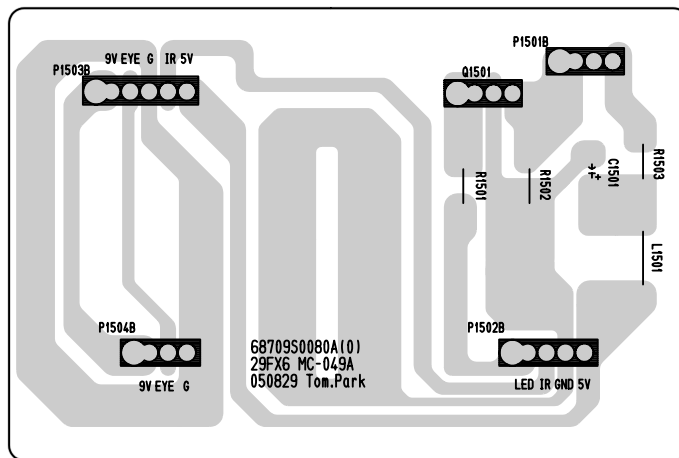 P1501B
9V EYE G IR 5V
P1503B
Q1501
R1501
R1502
C1501
R1503
+
L1501
P1504B
P1502B
68709S0080A(0)
29FX6 MC-049A
050829 Tom.Park
9V EYE G
LED IR GND 5V